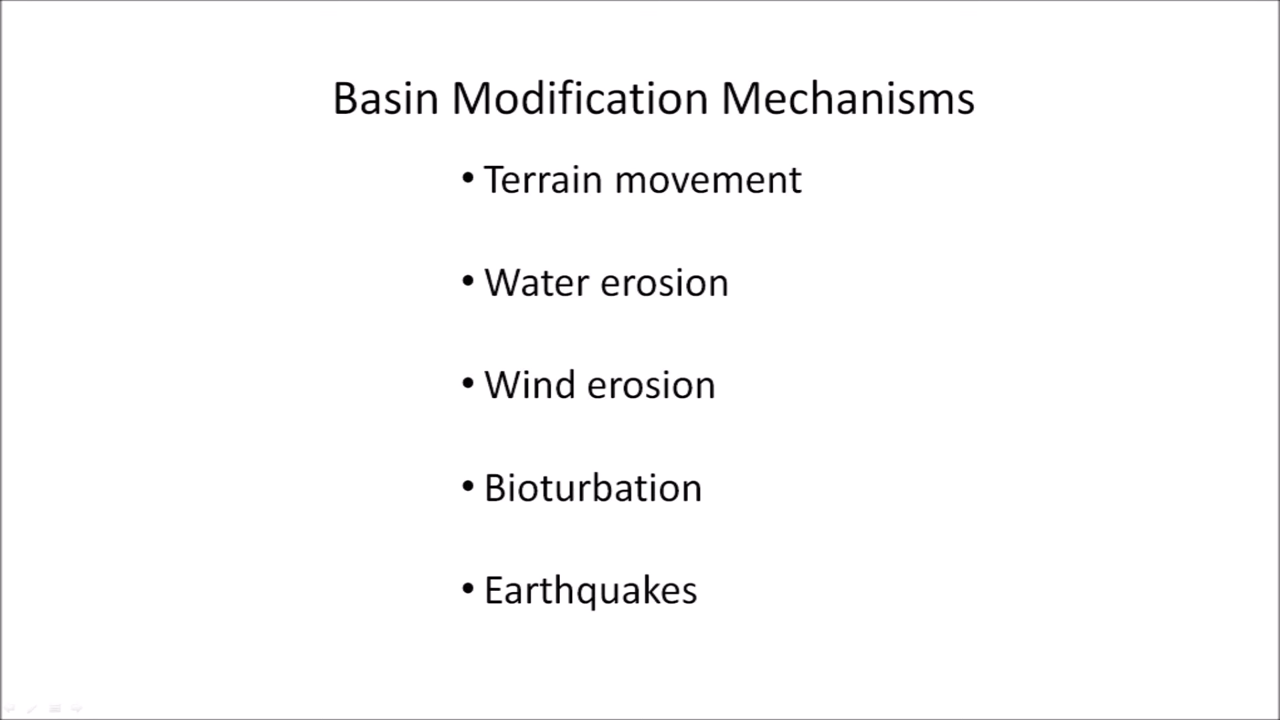 Basin Modification Mechanisms
• Terrain movement
• Water erosion
• Wind erosion
• Bioturbation
• Earthquakes